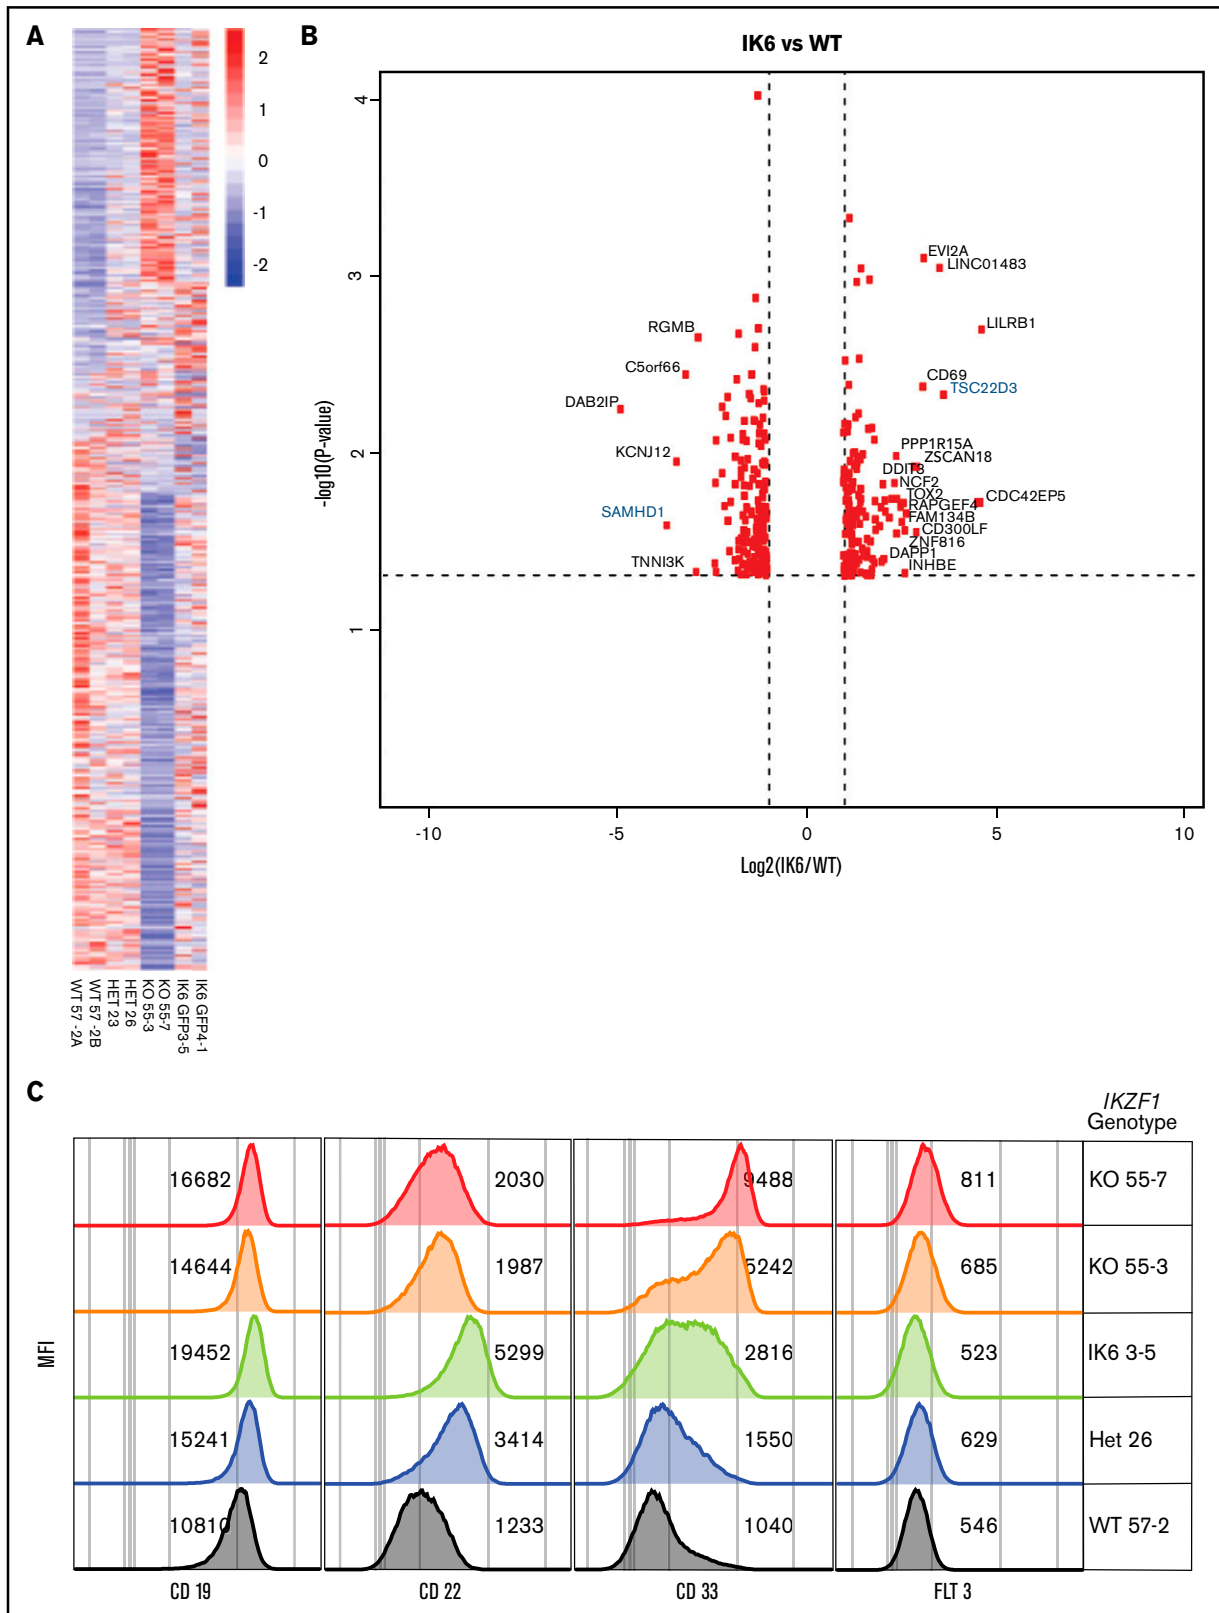 A
2
1
0
-1
-2
WT 57 -2A
WT 57 -2B
HET 23
HET 26
KO 55-3
KO 55-7
IK6 GFP3-5
IK6 GFP4-1
B
IK6 vs WT
-log10(P-value)
4
3
2
1
EVI2A
LINC01483
LILRB1
RGMB
C5orf66
CD69
TSC22D3
DAB2IP
PPP1R15A
KCNJ12
ZSCAN18
DDIT3
NCF2
TOX2
CDC42EP5
RAPGEF4
SAMHD1
FAM134B
CD300LF
ZNF816
DAPP1
TNNI3K
INHBE
-10
-5
0
5
10
Log2(IK6/WT)
C
IKZF1
Genotype
MFI
16682 2030 9488 811 KO 55-7
14644 1987 5242 685 KO 55-3
19452 5299 2816 523 IK6 3-5
15241 3414 1550 629 Het 26
10810 1233 1040 546 WT 57-2
CD 19 CD 22 CD 33 FLT 3